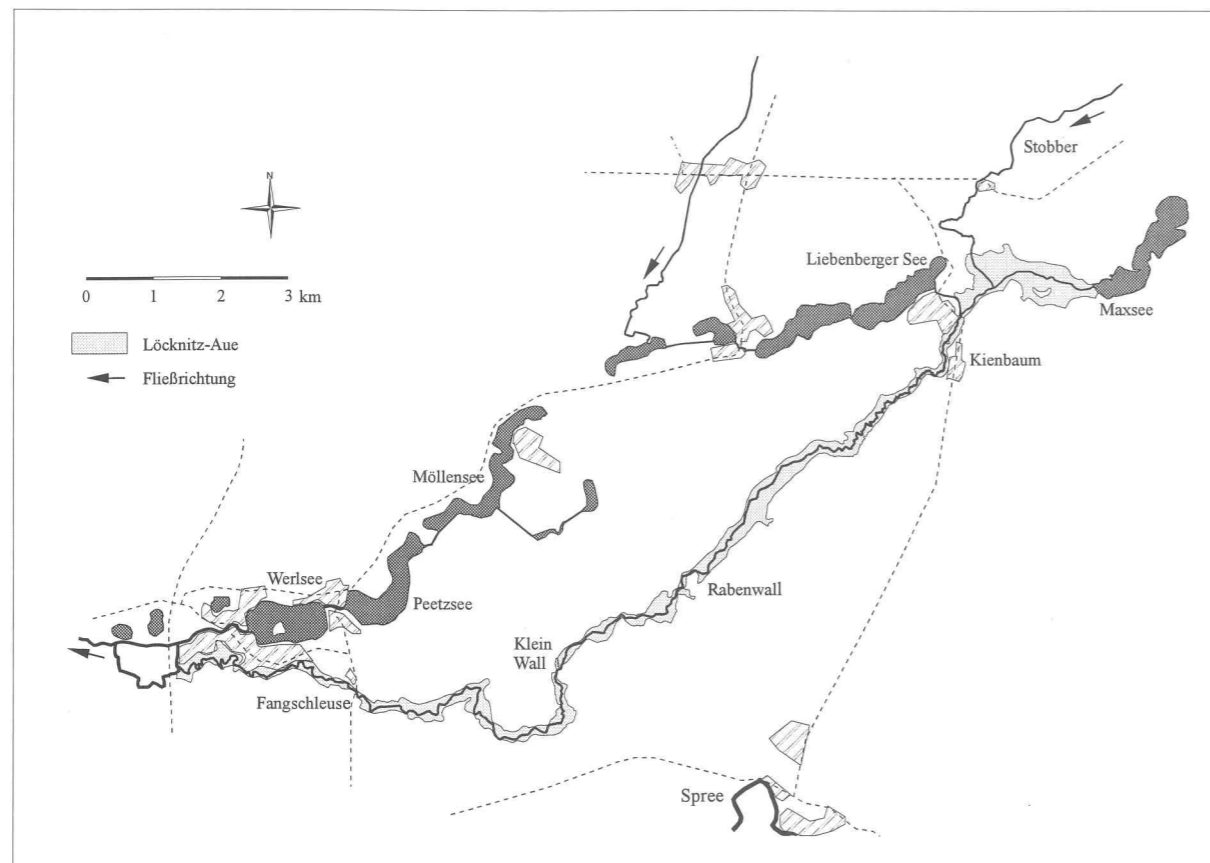 Stobber
N
Liebenberger See
0 1 2 3 km
Maxsee
Löcknitz-Aue
Kienbaum
Fließrichtung
Möllensee
Werlsee
Rabenwall
Peetzsee
Klein
Wall
Fangschleuse
Spree